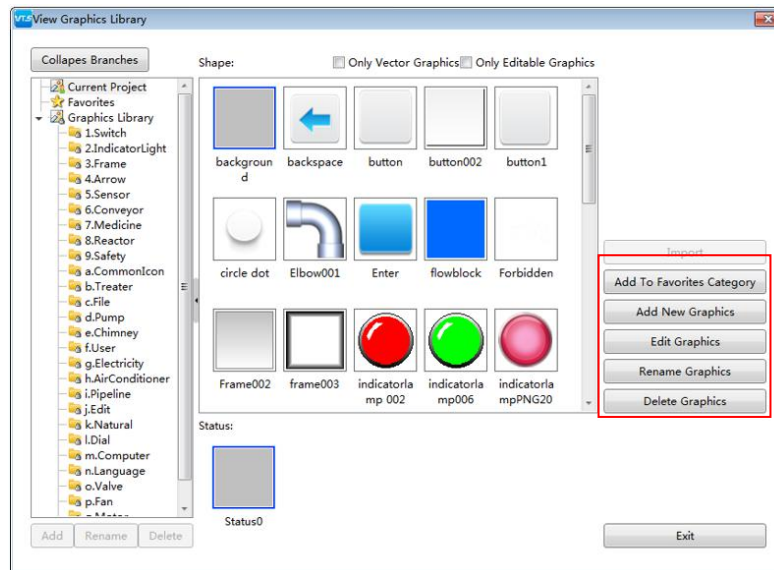 VT.S View Graphics Library
Collapes Branches
Shape:
Only Vector Graphics
Only Editable Graphics
Current Project
Favorites
Graphics Library
1.Switch
2.IndicatorLight
3.Frame
4.Arrow
5.Sensor
6.Conveyor
7.Medicine
8.Reactor
9.Safety
a.CommonIcon
b.Treater
c.File
d.Pump
e.Chimney
f.User
g.Electricity
h.AirConditioner
i.Pipeline
j.Edit
k.Natural
l.Dial
m.Computer
n.Language
o.Valve
p.Fan
Add
Rename
Delete
backgroun
d
backspace
button
button002
button1
circle dot
Elbow001
Enter
flowblock
Forbidden
Frame002
frame003
indicatorla
mp 002
indicatorla
mp006
indicatorla
mpPNG20
Status:
Status0
Import
Add To Favorites Category
Add New Graphics
Edit Graphics
Rename Graphics
Delete Graphics
Exit